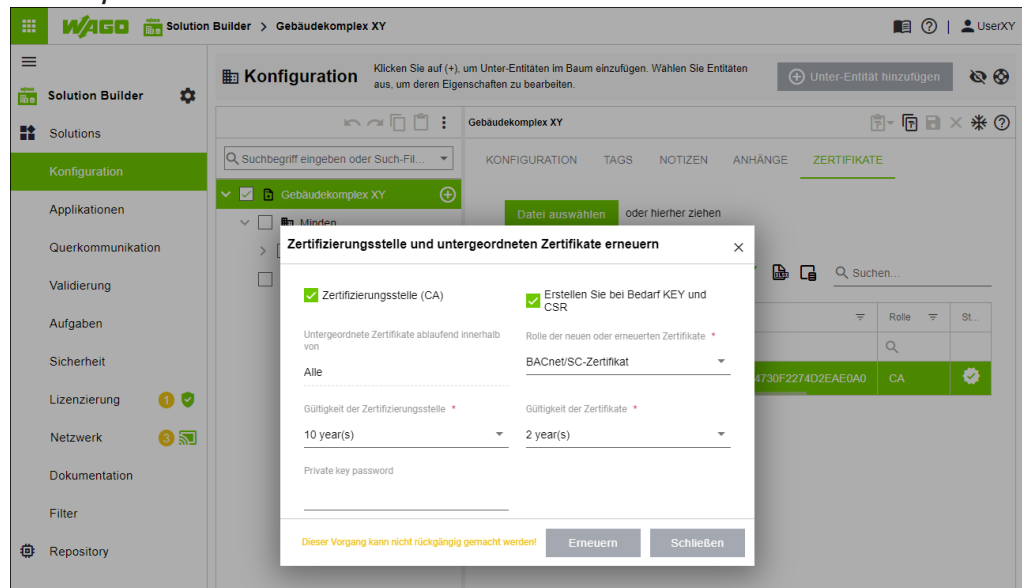 WAGO Solution Builder > Gebäudekomplex XY UserXY
Konfiguration
Klicken Sie auf (+), um Unter-Entitäten im Baum einzufügen. Wählen Sie Entitäten
aus, um deren Eigenschaften zu bearbeiten.
Unter-Entität hinzufügen
Solution Builder
Solutions
Konfiguration
Applikationen
Querkommunikation
Validierung
Aufgaben
Sicherheit
Lizenzierung 1
Netzwerk 3
Dokumentation
Filter
Repository
Suchbegriff eingeben oder Such-Fil...
Gebäudekomplex XY
Minden
Gebäudekomplex XY
KONFIGURATION TAGS NOTIZEN ANHÄNGE ZERTIFIKATE
Datei auswählen oder hierher ziehen
Suchen...
Rolle St...
4730F2274D2EAE0A0 CA
Zertifizierungsstelle und untergeordneten Zertifikate erneuern
Zertifizierungsstelle (CA)
Erstellen Sie bei Bedarf KEY und
CSR
Untergeordnete Zertifikate ablaufend innerhalb
von
Alle
Rolle der neuen oder erneuerten Zertifikate *
BACnet/SC-Zertifikat
Gültigkeit der Zertifizierungsstelle *
10 year(s)
Gültigkeit der Zertifikate *
2 year(s)
Private key password
Dieser Vorgang kann nicht rückgängig gemacht werden!
Erneuern
Schließen